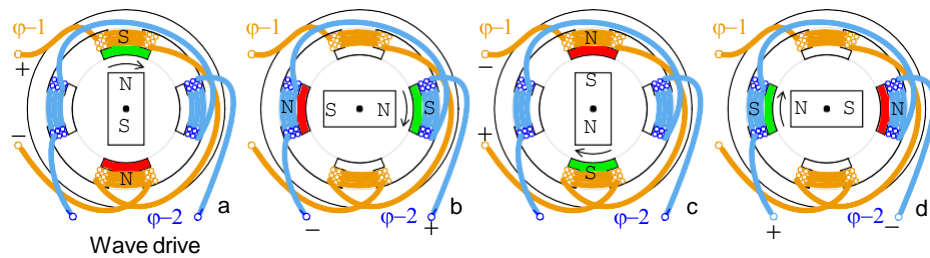 φ-1 S φ-1 φ-1 N φ-1
+ − +
N S
N S N S N S N S N
S N
− N + S
φ-2 a φ-2 b φ-2 c φ-2 d
− + + −
Wave drive